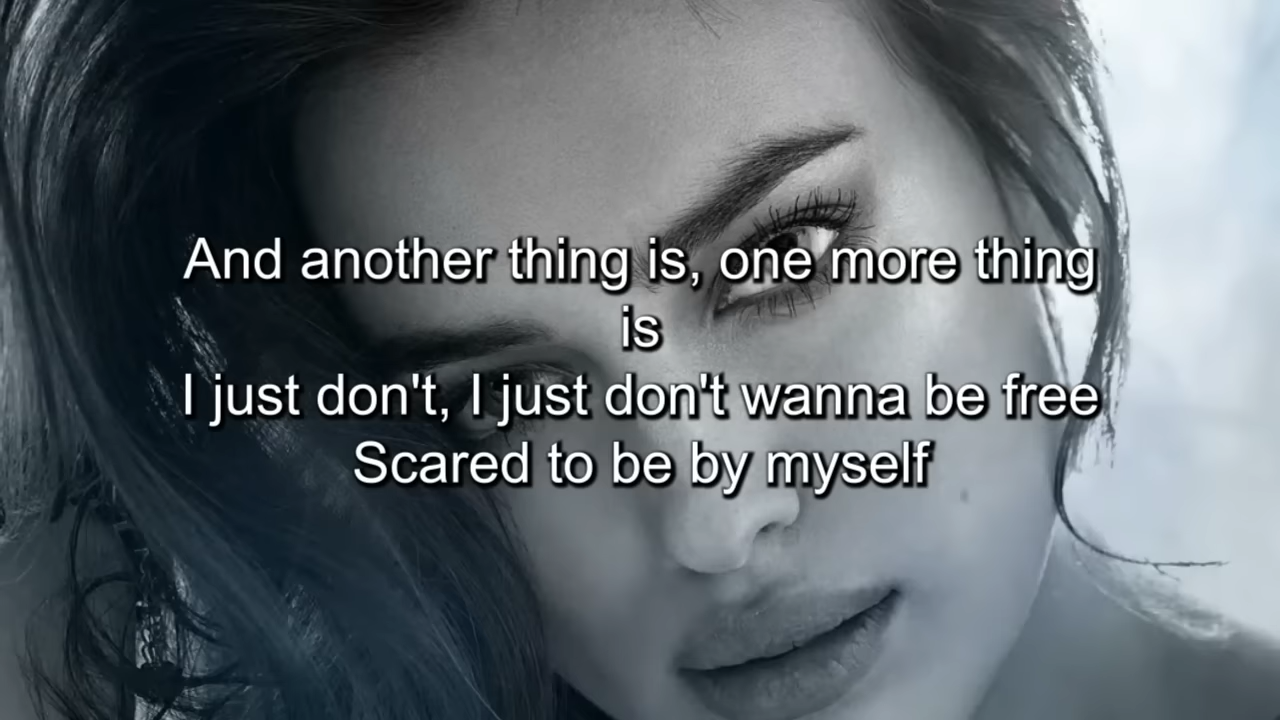 And another thing is, one more thing
is
I just don't, I just don't wanna be free
Scared to be by myself